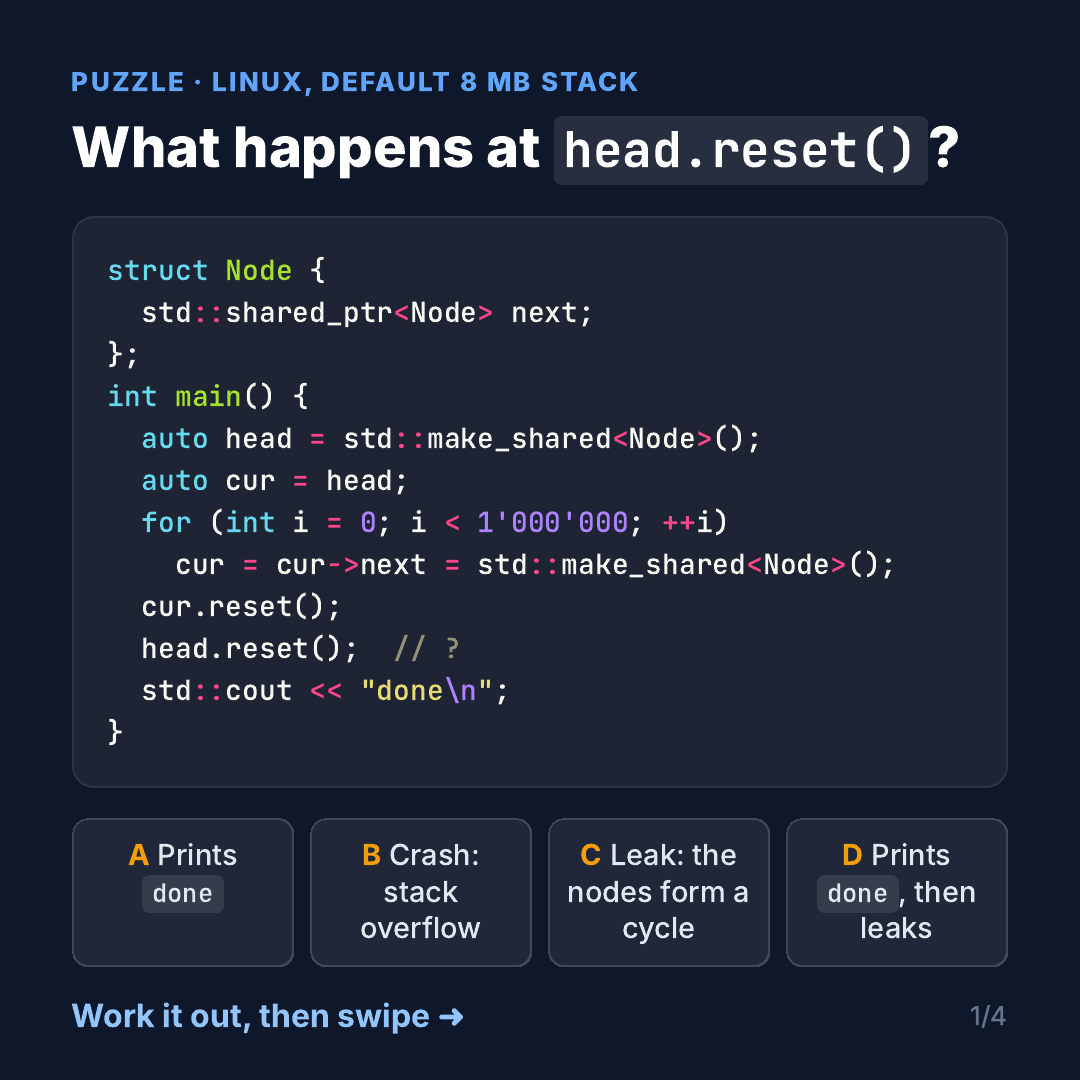 PUZZLE · LINUX, DEFAULT 8 MB STACK
What happens at head.reset()?
struct Node {
  std::shared_ptr<Node> next;
};
int main() {
  auto head = std::make_shared<Node>();
  auto cur = head;
  for (int i = 0; i < 1'000'000; ++i)
    cur = cur->next = std::make_shared<Node>();
  cur.reset();
  head.reset();  // ?
  std::cout << "done\n";
}
A Prints
done
B Crash:
stack
overflow
C Leak: the
nodes form a
cycle
D Prints
done, then
leaks
Work it out, then swipe ➜
1/4